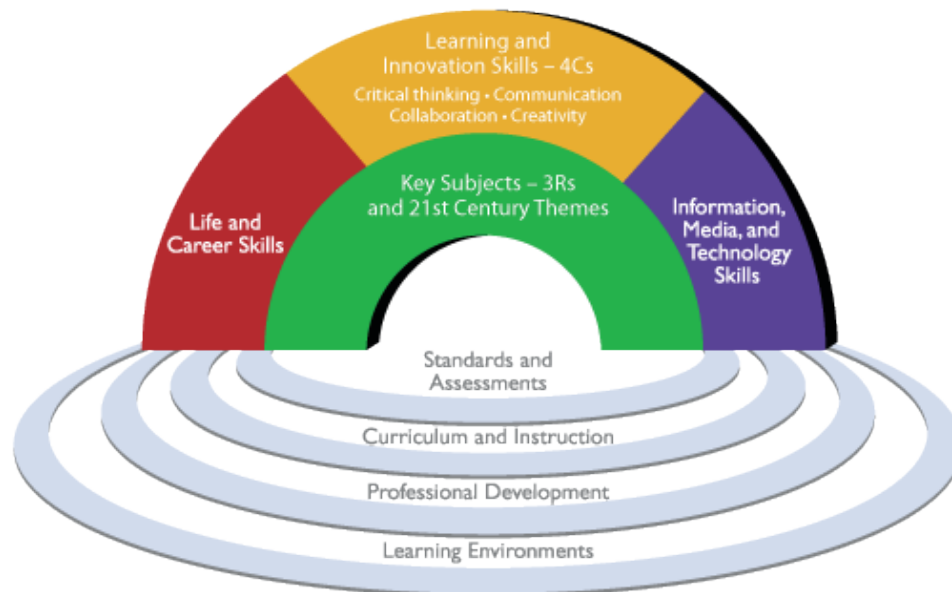 Learning and
Innovation Skills – 4Cs
Critical thinking • Communication
Collaboration • Creativity
Key Subjects – 3Rs
and 21st Century Themes
Life and
Career Skills
Information,
Media, and
Technology
Skills
Standards and
Assessments
Curriculum and Instruction
Professional Development
Learning Environments